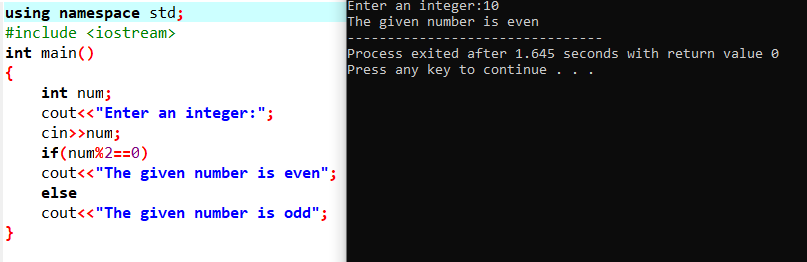 using namespace std;
#include <iostream>
int main()
{
    int num;
    cout<<"Enter an integer:";
    cin>>num;
    if(num%2==0)
    cout<<"The given number is even";
    else
    cout<<"The given number is odd";
}
Enter an integer:10
The given number is even
--------------------------------
Process exited after 1.645 seconds with return value 0
Press any key to continue . . .